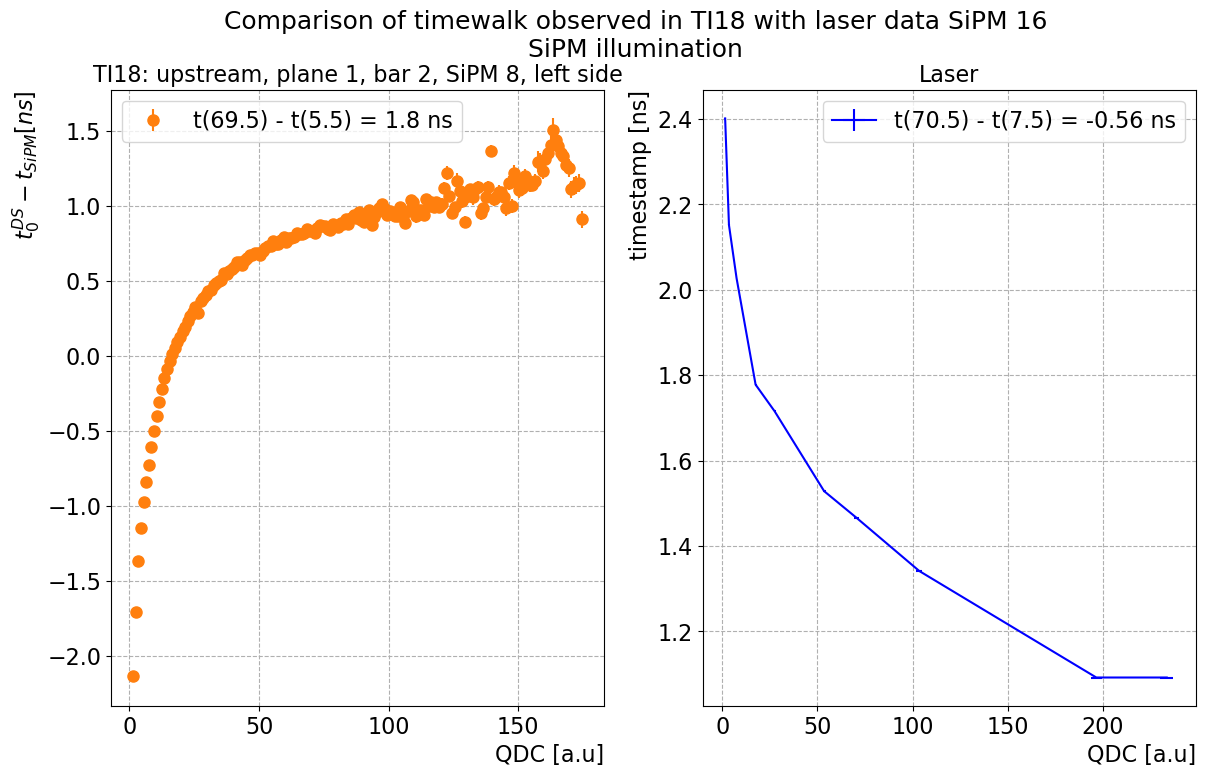 Comparison of timewalk observed in TI18 with laser data SiPM 16
SiPM illumination
TI18: upstream, plane 1, bar 2, SiPM 8, left side
t(69.5) - t(5.5) = 1.8 ns
t₀ᴰˢ − t_SiPM[ns]
1.5
1.0
0.5
0.0
−0.5
−1.0
−1.5
−2.0
0 50 100 150
QDC [a.u]
Laser
t(70.5) - t(7.5) = -0.56 ns
timestamp [ns]
2.4
2.2
2.0
1.8
1.6
1.4
1.2
0 50 100 150 200
QDC [a.u]